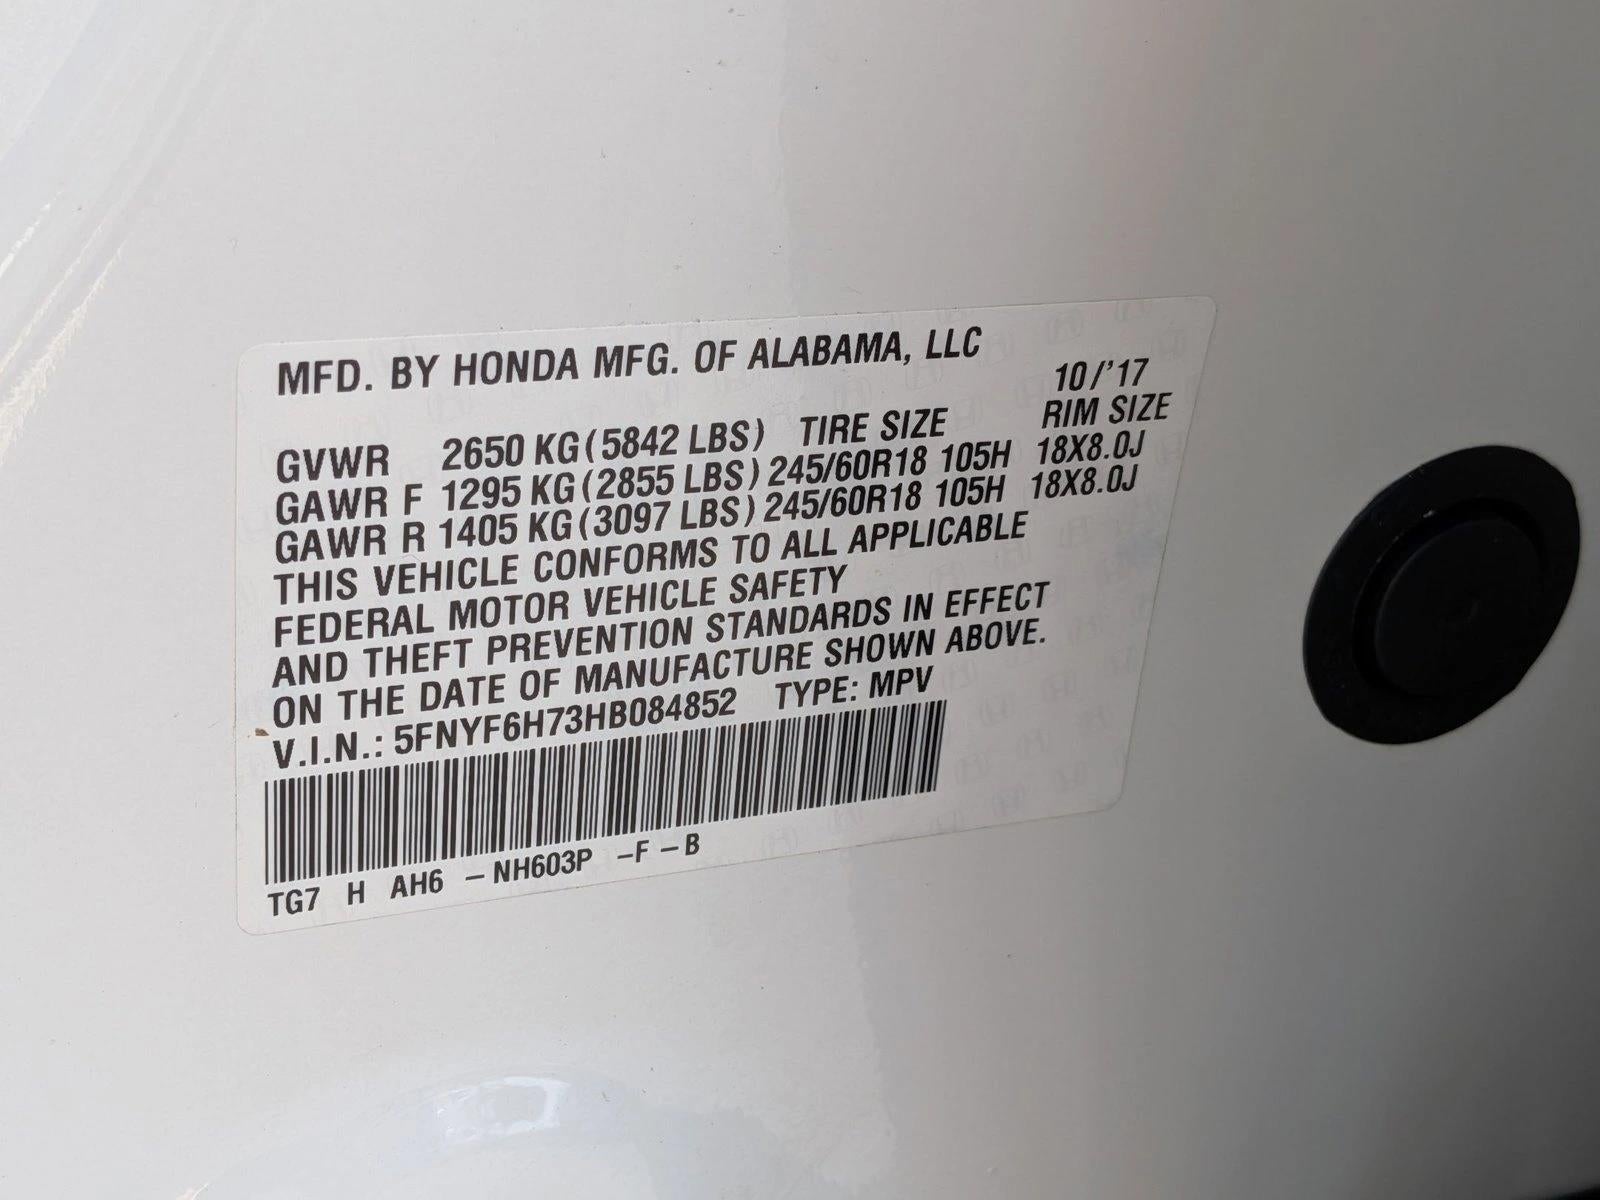 MFD. BY HONDA MFG. OF ALABAMA, LLC
10/'17
GVWR 2650 KG (5842 LBS) TIRE SIZE RIM SIZE
GAWR F 1295 KG (2855 LBS) 245/60R18 105H 18X8.0J
GAWR R 1405 KG (3097 LBS) 245/60R18 105H 18X8.0J
THIS VEHICLE CONFORMS TO ALL APPLICABLE
FEDERAL MOTOR VEHICLE SAFETY
AND THEFT PREVENTION STANDARDS IN EFFECT
ON THE DATE OF MANUFACTURE SHOWN ABOVE.
V.I.N.: 5FNYF6H73HB084852 TYPE: MPV
TG7 H AH6 – NH603P –F – B